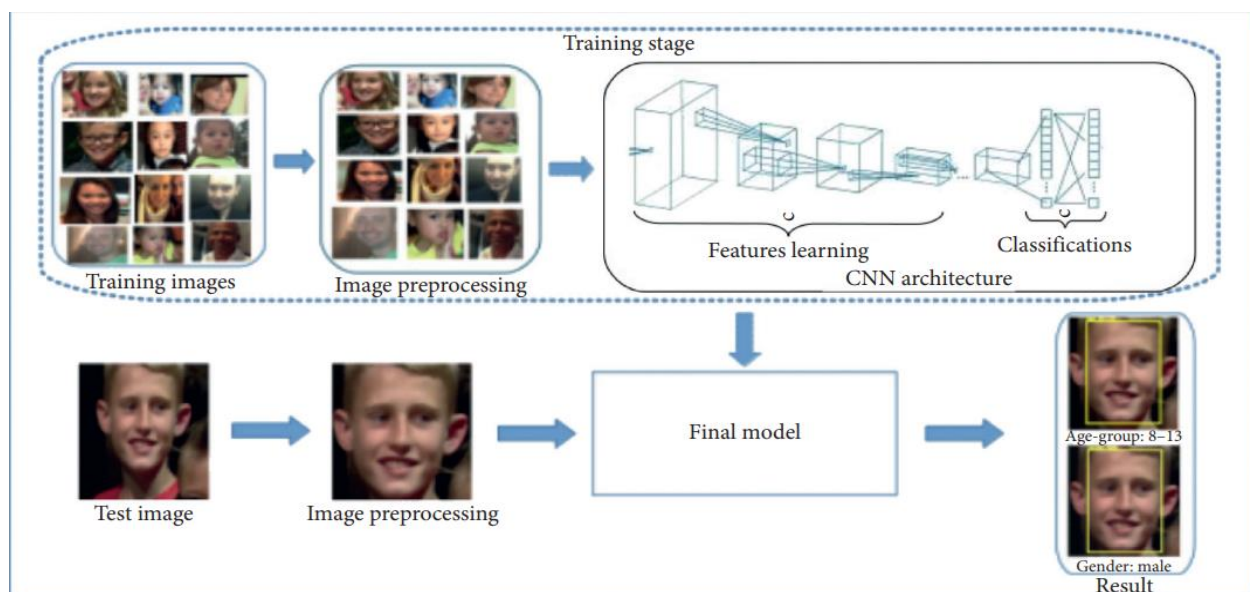 Training stage
Training images
Image preprocessing
Features learning
Classifications
CNN architecture
Test image
Image preprocessing
Final model
Age-group: 8–13
Gender: male
Result